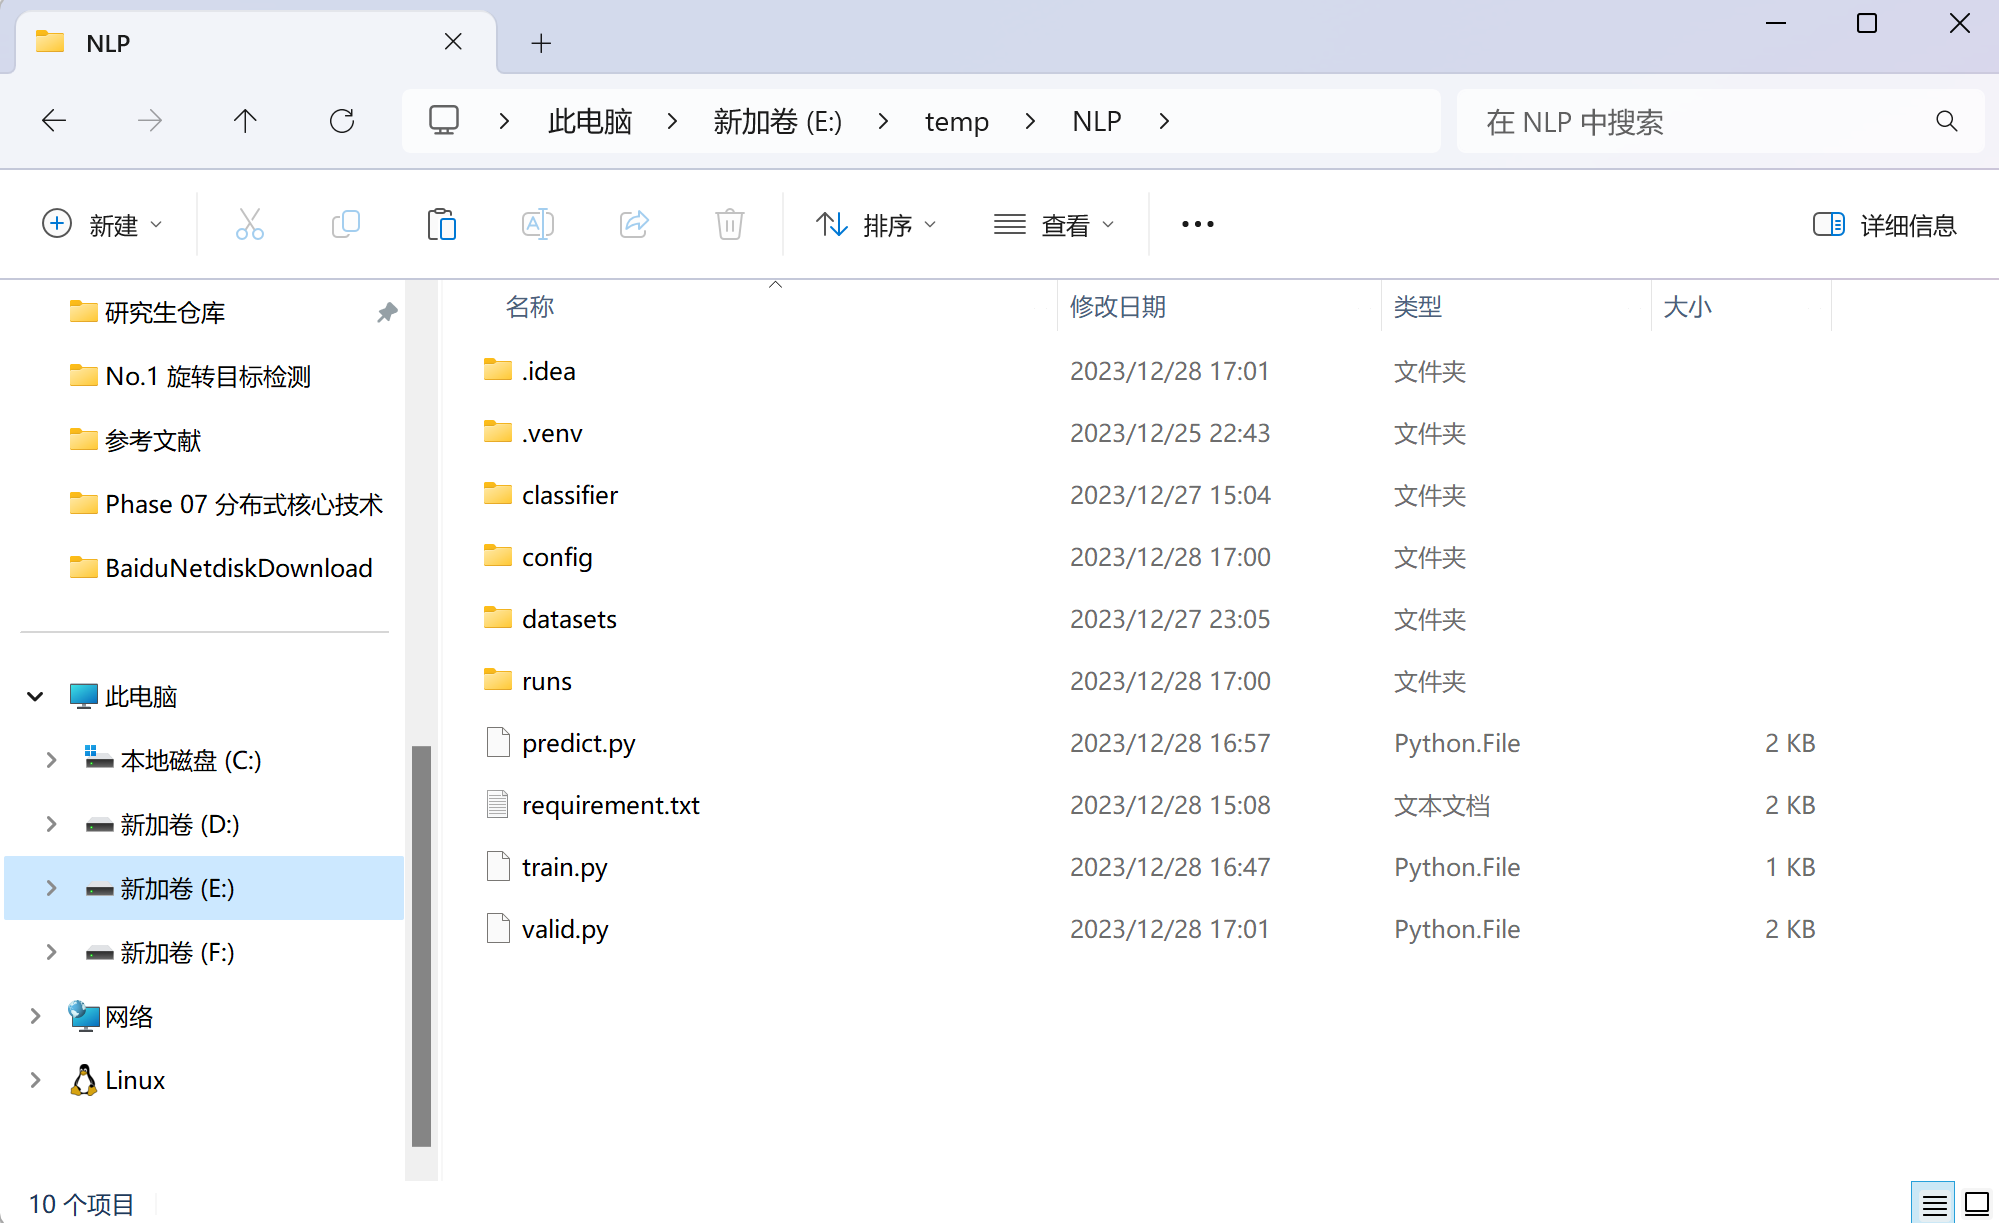 NLP
此电脑 新加卷 (E:) temp NLP
在 NLP 中搜索
新建 排序 查看 详细信息
研究生仓库
No.1 旋转目标检测
参考文献
Phase 07 分布式核心技术
BaiduNetdiskDownload
此电脑
本地磁盘 (C:)
新加卷 (D:)
新加卷 (E:)
新加卷 (F:)
网络
Linux
名称 修改日期 类型 大小
.idea 2023/12/28 17:01 文件夹
.venv 2023/12/25 22:43 文件夹
classifier 2023/12/27 15:04 文件夹
config 2023/12/28 17:00 文件夹
datasets 2023/12/27 23:05 文件夹
runs 2023/12/28 17:00 文件夹
predict.py 2023/12/28 16:57 Python.File 2 KB
requirement.txt 2023/12/28 15:08 文本文档 2 KB
train.py 2023/12/28 16:47 Python.File 1 KB
valid.py 2023/12/28 17:01 Python.File 2 KB
10 个项目